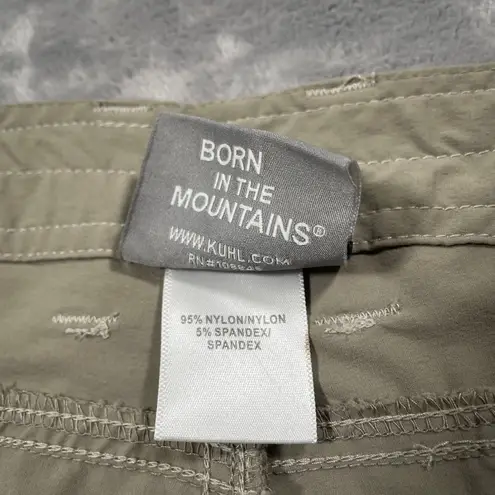 BORN
IN THE
MOUNTAINS®
WWW.KUHL.COM
95% NYLON/NYLON
5% SPANDEX/
SPANDEX